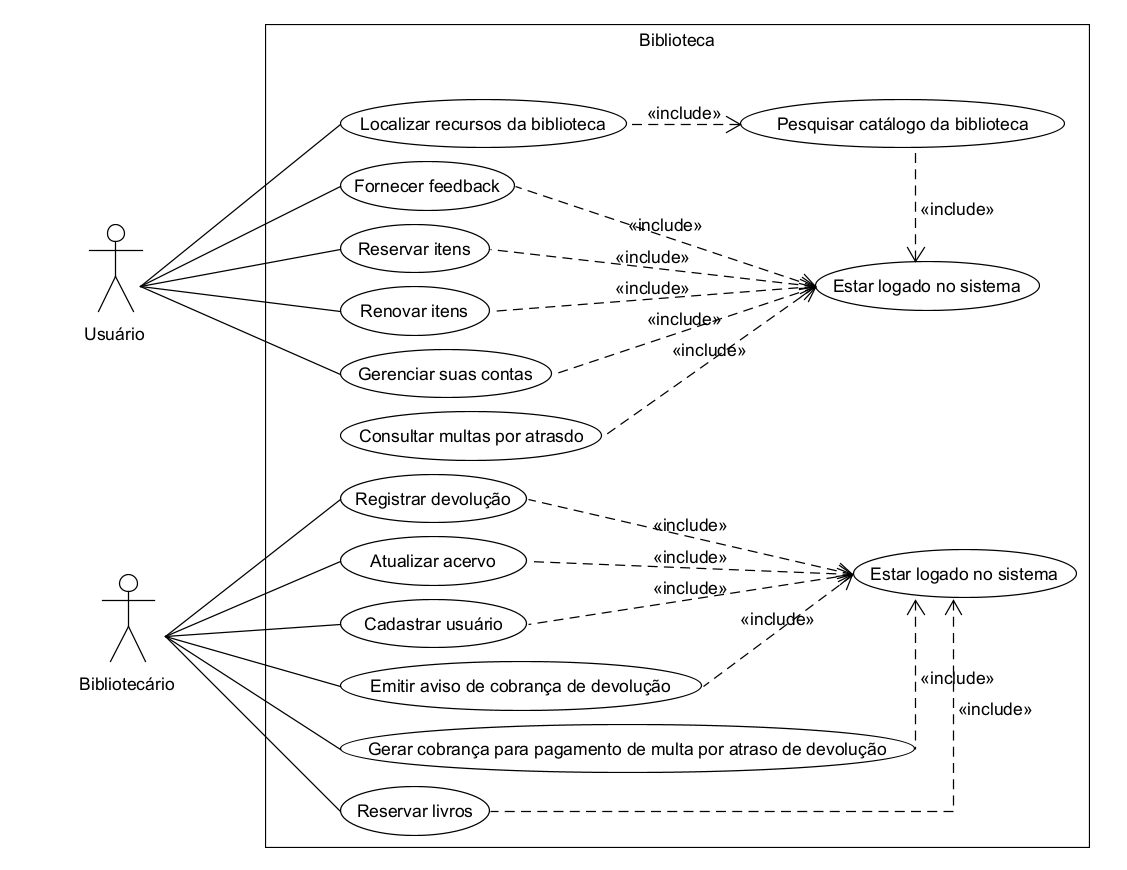 Biblioteca
Localizar recursos da biblioteca
«include»
Pesquisar catálogo da biblioteca
Fornecer feedback
«include»
«include»
Reservar itens
«include»
Estar logado no sistema
Renovar itens
«include»
Usuário
«include»
Gerenciar suas contas
«include»
Consultar multas por atrasdo
Registrar devolução
«include»
Atualizar acervo
«include»
Estar logado no sistema
Cadastrar usuário
«include»
«include»
Bibliotecário
Emitir aviso de cobrança de devolução
«include»
«include»
Gerar cobrança para pagamento de multa por atraso de devolução
Reservar livros